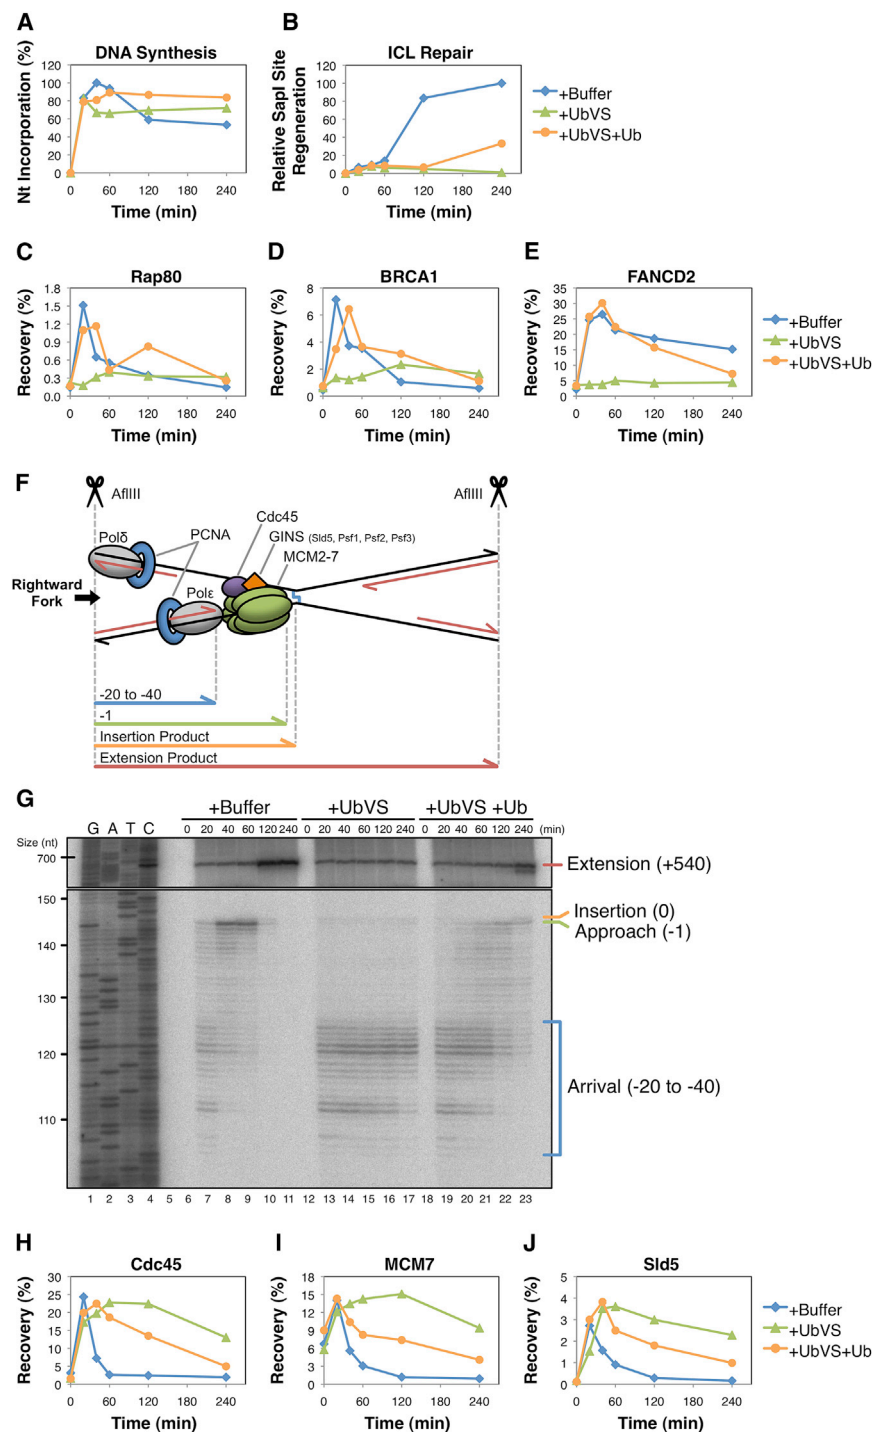 A
DNA Synthesis
Nt Incorporation (%)
120
100
80
60
40
20
0
0 60 120 180 240
Time (min)
B
ICL Repair
Relative SapI Site
Regeneration
120
100
80
60
40
20
0
0 60 120 180 240
Time (min)
+Buffer
+UbVS
+UbVS+Ub
C
Rap80
Recovery (%)
1.8
1.5
1.2
0.9
0.6
0.3
0.0
0 60 120 180 240
Time (min)
D
BRCA1
Recovery (%)
8
6
4
2
0
0 60 120 180 240
Time (min)
E
FANCD2
Recovery (%)
35
30
25
20
15
10
5
0
0 60 120 180 240
Time (min)
+Buffer
+UbVS
+UbVS+Ub
F
AflIII
AflIII
Cdc45
GINS (Sld5, Psf1, Psf2, Psf3)
MCM2-7
Polδ
PCNA
Rightward
Fork
Polε
-20 to -40
-1
Insertion Product
Extension Product
G
+Buffer +UbVS +UbVS +Ub
G A T C
0 20 40 60 120 240 0 20 40 60 120 240 0 20 40 60 120 240 (min)
Size (nt)
700
150
140
130
120
110
Extension (+540)
Insertion (0)
Approach (-1)
Arrival (-20 to -40)
1 2 3 4 5 6 7 8 9 10 11 12 13 14 15 16 17 18 19 20 21 22 23
H
Cdc45
Recovery (%)
30
25
20
15
10
5
0
0 60 120 180 240
Time (min)
I
MCM7
Recovery (%)
18
15
12
9
6
3
0
0 60 120 180 240
Time (min)
J
Sld5
Recovery (%)
5
4
3
2
1
0
0 60 120 180 240
Time (min)
+Buffer
+UbVS
+UbVS+Ub